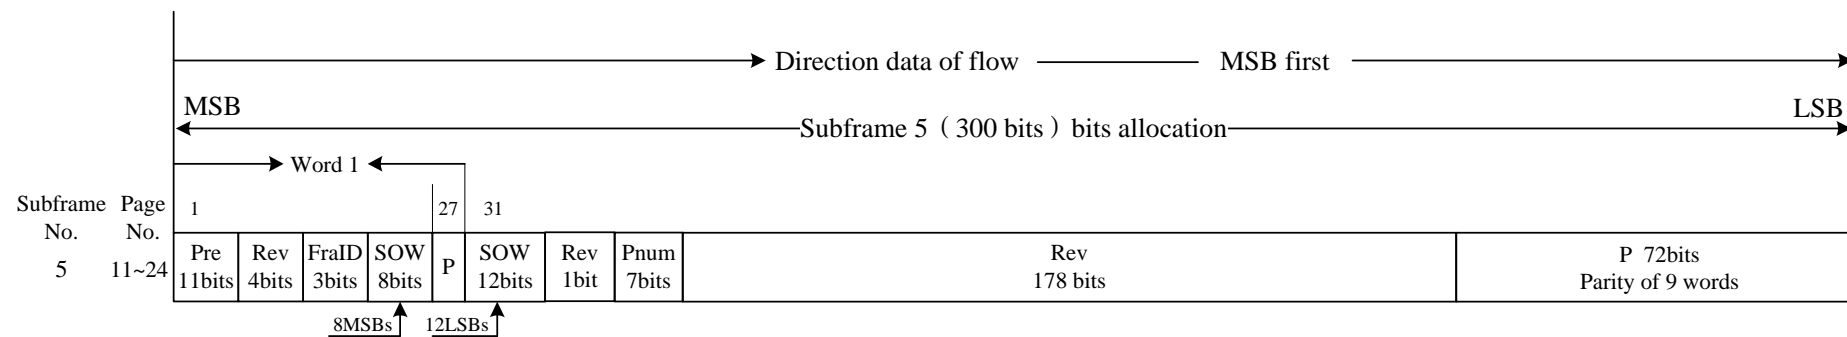 Direction data of flow MSB first
MSB LSB
Subframe 5（300 bits）bits allocation
Word 1
Subframe Page
No. No.
1 27 31
5 11~24
Pre Rev FraID SOW P SOW Rev Pnum Rev P 72bits
11bits 4bits 3bits 8bits 12bits 1bit 7bits 178 bits Parity of 9 words
8MSBs 12LSBs